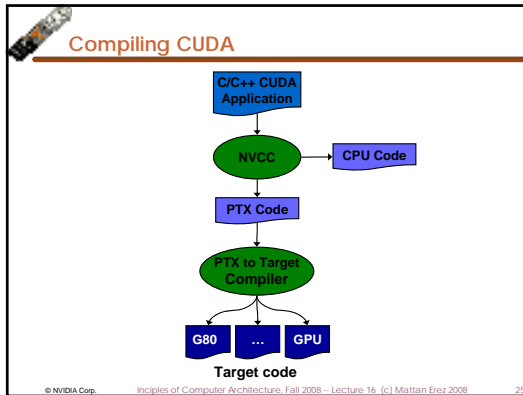 Compiling CUDA
C/C++ CUDA
Application
NVCC
CPU Code
PTX Code
PTX to Target
Compiler
G80
...
GPU
Target code
© NVIDIA Corp.
inciples of Computer Architecture, Fall 2008 -- Lecture 16 (c) Mattan Erez 2008
25